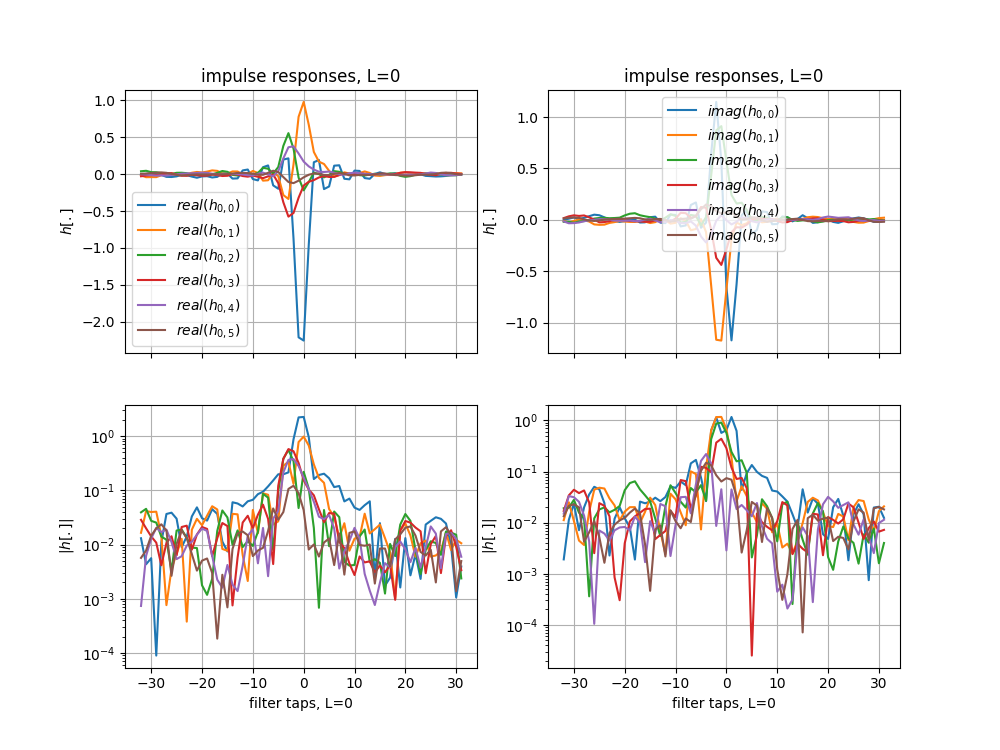 impulse responses, L=0
1.0
0.5
0.0
−0.5
−1.0
−1.5
−2.0
h[.]
real(h0,0)
real(h0,1)
real(h0,2)
real(h0,3)
real(h0,4)
real(h0,5)
impulse responses, L=0
1.0
0.5
0.0
−0.5
−1.0
h[.]
imag(h0,0)
imag(h0,1)
imag(h0,2)
imag(h0,3)
imag(h0,4)
imag(h0,5)
10⁰
10⁻¹
10⁻²
10⁻³
10⁻⁴
|h[.]|
−30 −20 −10 0 10 20 30
filter taps, L=0
10⁰
10⁻¹
10⁻²
10⁻³
10⁻⁴
|h[.]|
−30 −20 −10 0 10 20 30
filter taps, L=0